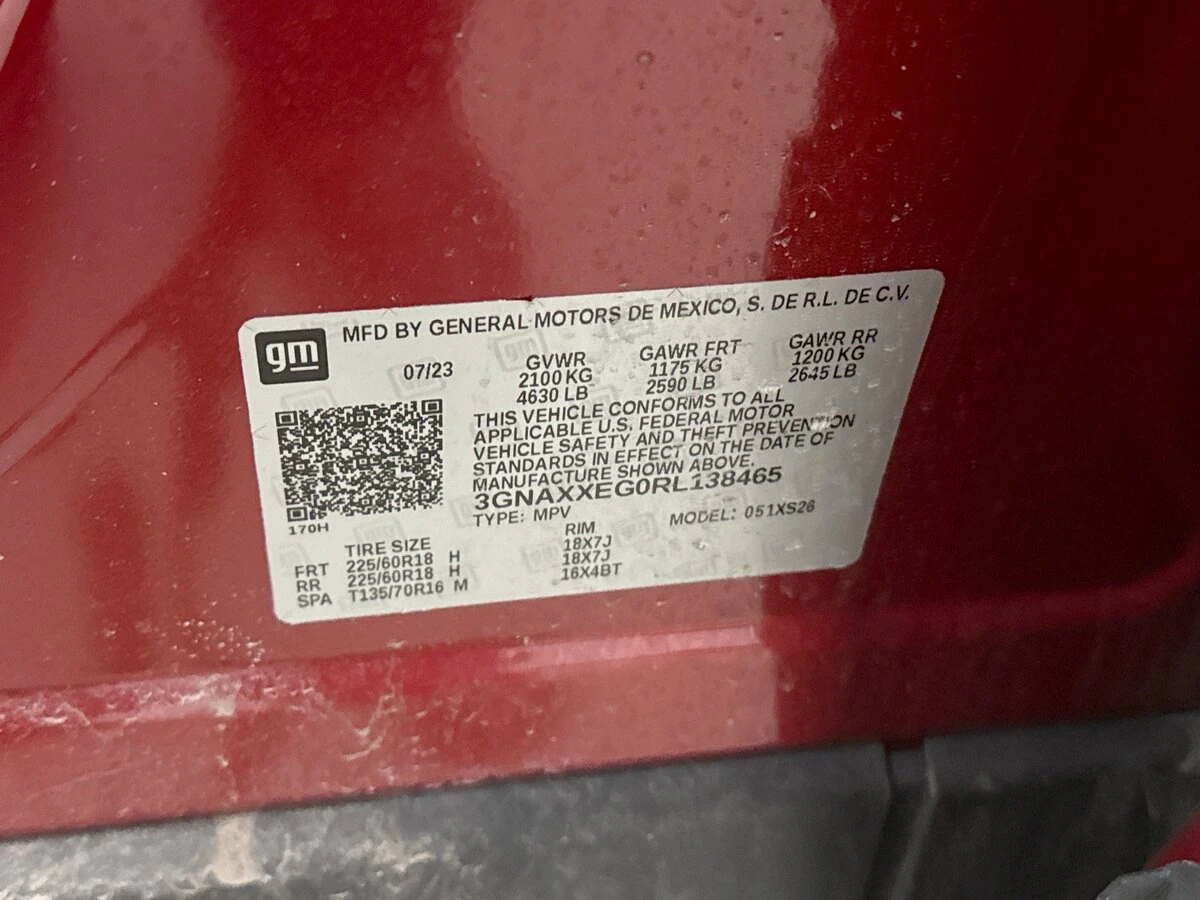 gm
MFD BY GENERAL MOTORS DE MEXICO, S. DE R.L. DE C.V.
07/23
GVWR
2100 KG
4630 LB
GAWR FRT
1175 KG
2590 LB
GAWR RR
1200 KG
2645 LB
THIS VEHICLE CONFORMS TO ALL
APPLICABLE U.S. FEDERAL MOTOR
VEHICLE SAFETY AND THEFT PREVENTION
STANDARDS IN EFFECT ON THE DATE OF
MANUFACTURE SHOWN ABOVE.
3GNAXXEG0RL138465
TYPE: MPV MODEL: 051XS26
170H
TIRE SIZE RIM
FRT 225/60R18 H 18X7J
RR 225/60R18 H 18X7J
SPA T135/70R16 M 16X4BT